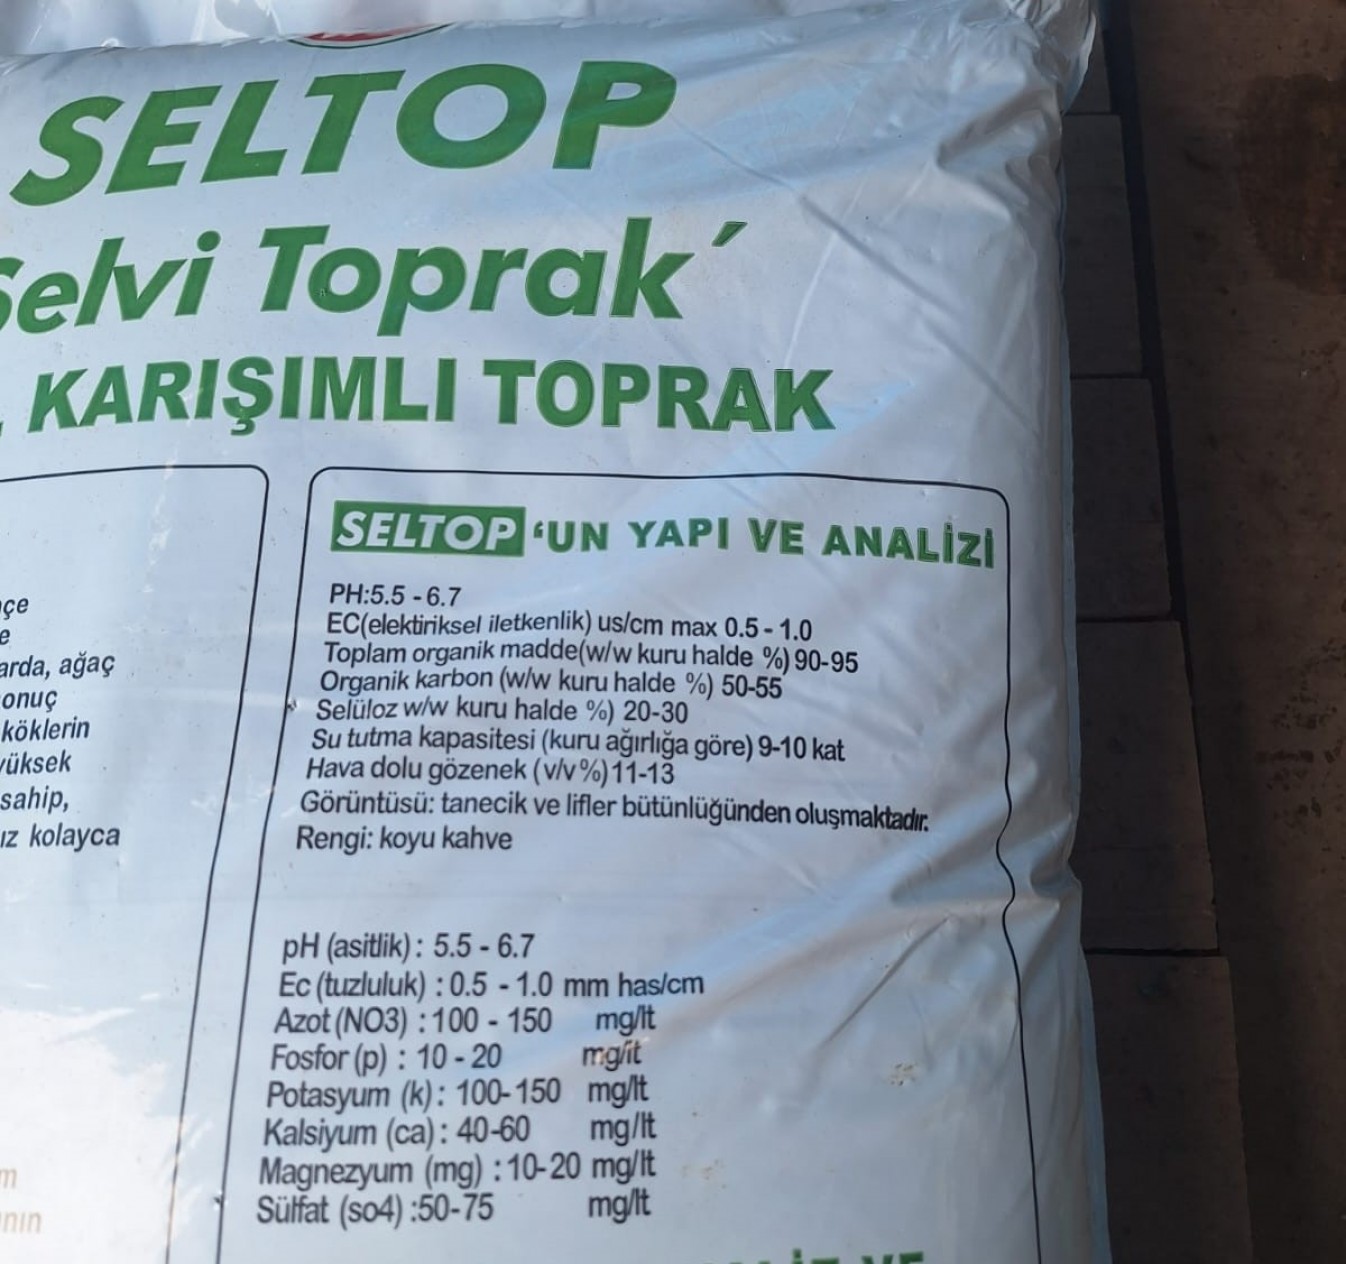 SELTOP
Selvi Toprak´
KARIŞIMLI TOPRAK
arda, ağaç
köklerin
sahip,
kolayca
SELTOP 'UN YAPI VE ANALİZİ
PH:5.5 - 6.7
EC(elektiriksel iletkenlik) us/cm max 0.5 - 1.0
Toplam organik madde(w/w kuru halde %) 90-95
Organik karbon (w/w kuru halde %) 50-55
Selüloz w/w kuru halde %) 20-30
Su tutma kapasitesi (kuru ağırlığa göre) 9-10 kat
Hava dolu gözenek (v/v%)11-13
Görüntüsü: tanecik ve lifler bütünlüğünden oluşmaktadır.
Rengi: koyu kahve
pH (asitlik) : 5.5 - 6.7
Ec (tuzluluk) : 0.5 - 1.0 mm has/cm
Azot (NO3) : 100 - 150 mg/lt
Fosfor (p) : 10 - 20 mg/lt
Potasyum (k) : 100-150 mg/lt
Kalsiyum (ca) : 40-60 mg/lt
Magnezyum (mg) : 10-20 mg/lt
Sülfat (so4) :50-75 mg/lt
VE